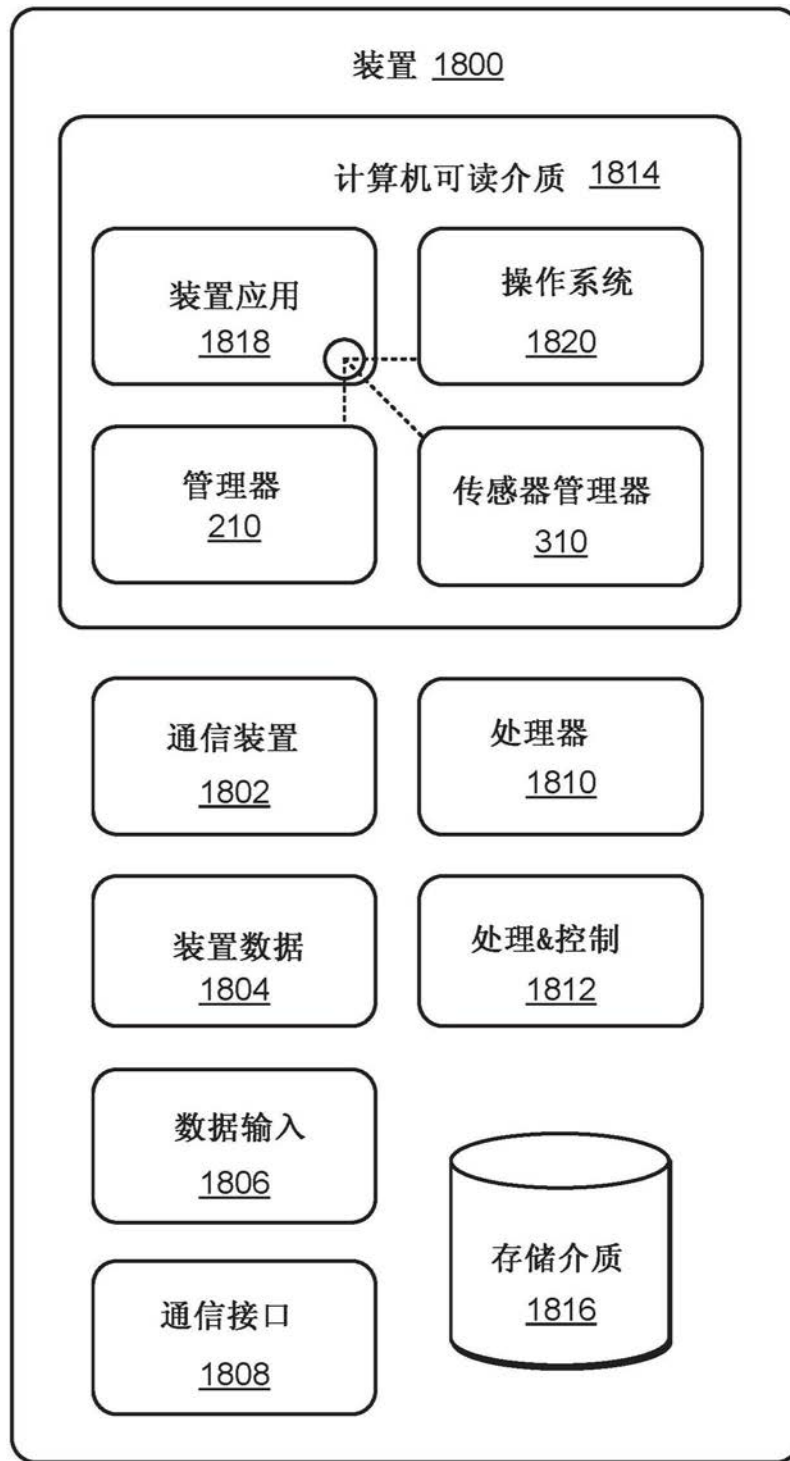 装置 1800
计算机可读介质 1814
装置应用
1818
操作系统
1820
管理器
210
传感器管理器
310
通信装置
1802
处理器
1810
装置数据
1804
处理&控制
1812
数据输入
1806
存储介质
1816
通信接口
1808